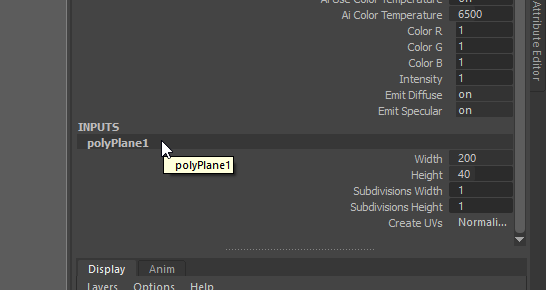 Ai Use Color Temperature on
Ai Color Temperature 6500
Color R 1
Color G 1
Color B 1
Intensity 1
Emit Diffuse on
Emit Specular on
INPUTS
polyPlane1
polyPlane1
Width 200
Height 40
Subdivisions Width 1
Subdivisions Height 1
Create UVs Normali...
Display Anim
Layers Options Help
Attribute Editor